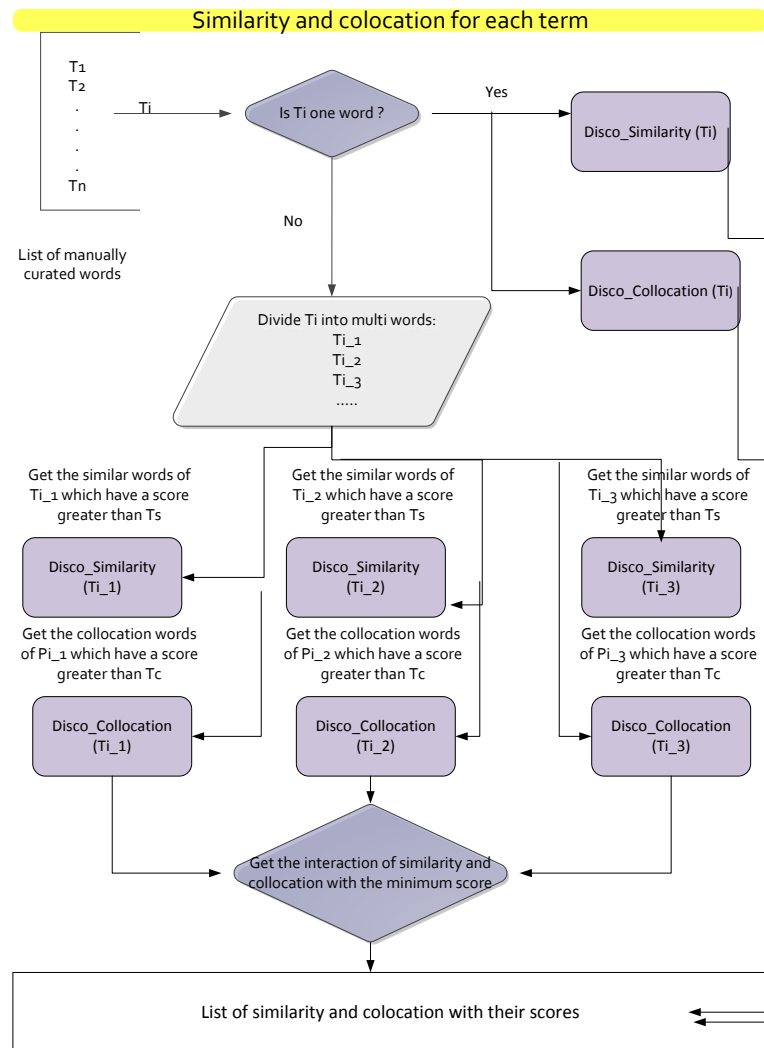 Similarity and colocation for each term
T1
T2
.
.
.
.
Tn
Ti
Is Ti one word ?
Yes
Disco_Similarity (Ti)
No
List of manually
curated words
Disco_Collocation (Ti)
Divide Ti into multi words:
Ti_1
Ti_2
Ti_3
.....
Get the similar words of
Ti_1 which have a score
greater than Ts
Get the similar words of
Ti_2 which have a score
greater than Ts
Get the similar words of
Ti_3 which have a score
greater than Ts
Disco_Similarity
(Ti_1)
Disco_Similarity
(Ti_2)
Disco_Similarity
(Ti_3)
Get the collocation words
of Pi_1 which have a score
greater than Tc
Get the collocation words
of Pi_2 which have a score
greater than Tc
Get the collocation words
of Pi_3 which have a score
greater than Tc
Disco_Collocation
(Ti_1)
Disco_Collocation
(Ti_2)
Disco_Collocation
(Ti_3)
Get the interaction of similarity and
collocation with the minimum score
List of similarity and colocation with their scores